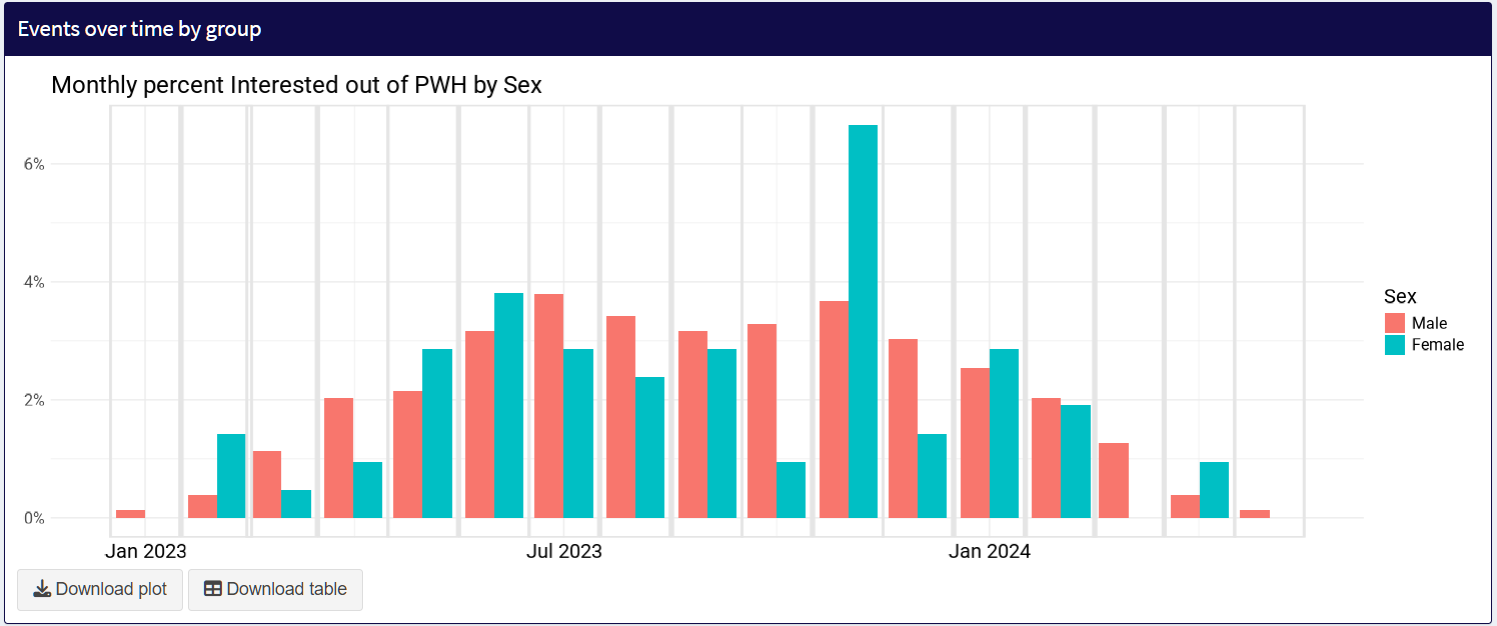 Events over time by group
Monthly percent Interested out of PWH by Sex
6%
4%
2%
0%
Jan 2023
Jul 2023
Jan 2024
Sex
Male
Female
Download plot
Download table